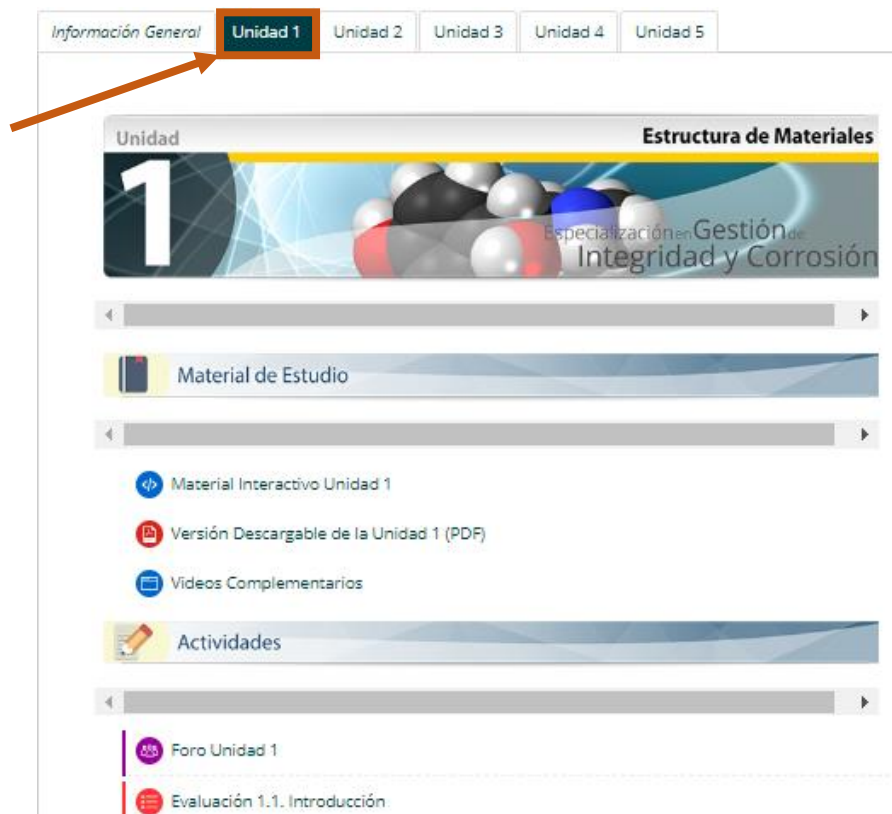 Información General Unidad 1 Unidad 2 Unidad 3 Unidad 4 Unidad 5
Unidad Estructura de Materiales
1
Especialización en Gestión de
Integridad y Corrosión
Material de Estudio
Material Interactivo Unidad 1
Versión Descargable de la Unidad 1 (PDF)
Videos Complementarios
Actividades
Foro Unidad 1
Evaluación 1.1. Introducción